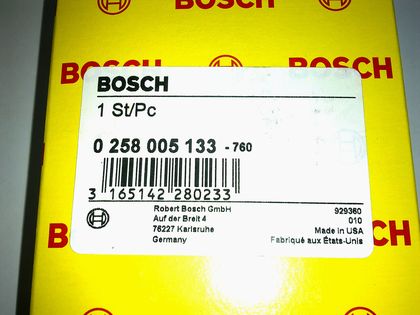 BOSCH
BOSCH
BOSCH
BOSCH
1 St/Pc
0 258 005 133 - 760
3 165142 280233
Robert Bosch GmbH
Auf der Breit 4
76227 Karlsruhe
Germany
929360
010
Made in USA
Fabriqué aux États-Unis
BOSCH